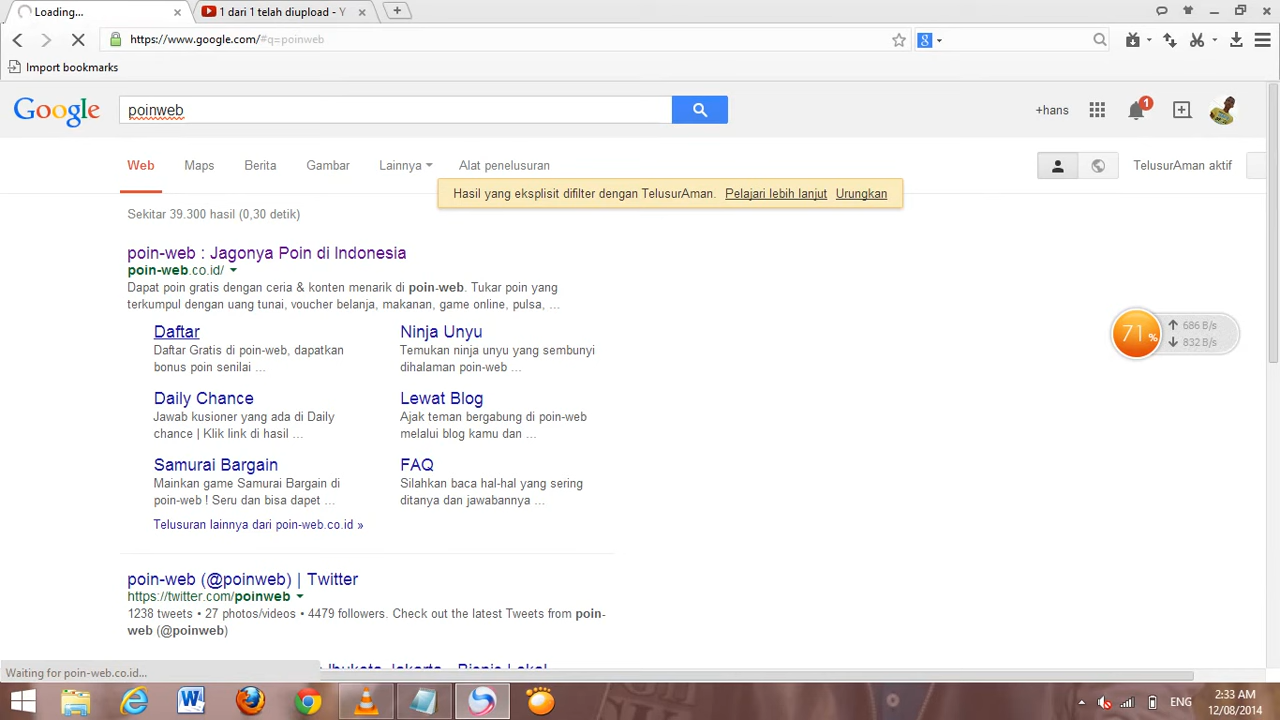 Loading...
1 dari 1 telah diupload - Y
https://www.google.com/#q=poinweb
Import bookmarks
Google
poinweb
+hans
1
Web
Maps
Berita
Gambar
Lainnya
Alat penelusuran
TelusurAman aktif
Hasil yang eksplisit difilter dengan TelusurAman. Pelajari lebih lanjut Urungkan
Sekitar 39.300 hasil (0,30 detik)
poin-web : Jagonya Poin di Indonesia
poin-web.co.id/
Dapat poin gratis dengan ceria & konten menarik di poin-web. Tukar poin yang
terkumpul dengan uang tunai, voucher belanja, makanan, game online, pulsa, ...
Daftar
Daftar Gratis di poin-web, dapatkan
bonus poin senilai ...
Ninja Unyu
Temukan ninja unyu yang sembunyi
dihalaman poin-web ...
Daily Chance
Jawab kusioner yang ada di Daily
chance | Klik link di hasil ...
Lewat Blog
Ajak teman bergabung di poin-web
melalui blog kamu dan ...
Samurai Bargain
Mainkan game Samurai Bargain di
poin-web ! Seru dan bisa dapet ...
FAQ
Silahkan baca hal-hal yang sering
ditanya dan jawabannya ...
Telusuran lainnya dari poin-web.co.id »
71 %
686 B/s
832 B/s
poin-web (@poinweb) | Twitter
https://twitter.com/poinweb
1238 tweets • 27 photos/videos • 4479 followers. Check out the latest Tweets from poin-
web (@poinweb)
Ibukota Jakarta - Bisnis Lokal
Waiting for poin-web.co.id...
ENG
2:33 AM
12/08/2014